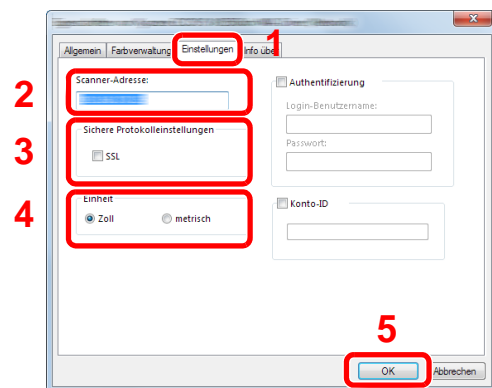 1
Allgemein Farbverwaltung Einstellungen Info über
2
Scanner-Adresse:
Authentifizierung
Login-Benutzername:
Passwort:
3
Sichere Protokolleinstellungen
SSL
4
Einheit
Zoll metrisch
Konto-ID
5
OK Abbrechen